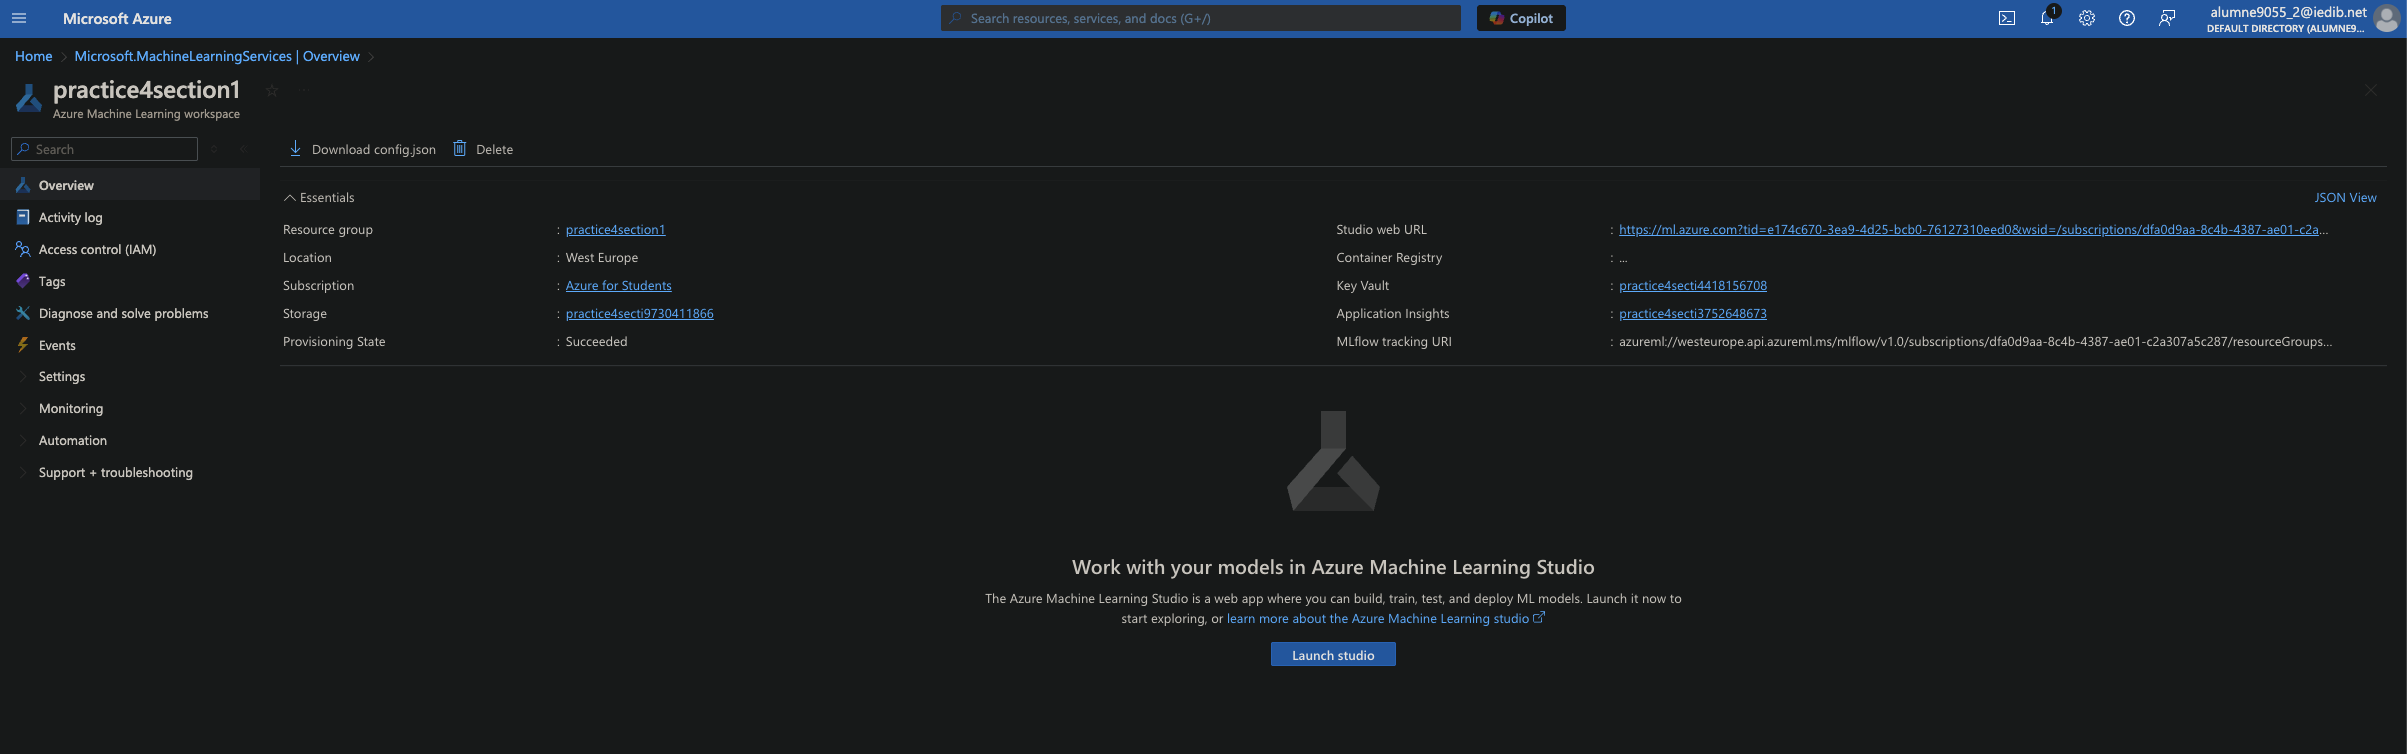 Microsoft Azure
Search resources, services, and docs (G+/)
Copilot
1
alumne9055_2@iedib.net
DEFAULT DIRECTORY (ALUMNE9...
Home > Microsoft.MachineLearningServices | Overview >
practice4section1
Azure Machine Learning workspace
Search
Download config.json
Delete
Overview
Activity log
Access control (IAM)
Tags
Diagnose and solve problems
Events
Settings
Monitoring
Automation
Support + troubleshooting
Essentials
JSON View
Resource group : practice4section1
Location : West Europe
Subscription : Azure for Students
Storage : practice4secti9730411866
Provisioning State : Succeeded
Studio web URL : https://ml.azure.com?tid=e174c670-3ea9-4d25-bcb0-76127310eed0&wsid=/subscriptions/dfa0d9aa-8c4b-4387-ae01-c2a...
Container Registry : ...
Key Vault : practice4secti4418156708
Application Insights : practice4secti3752648673
MLflow tracking URI : azureml://westeurope.api.azureml.ms/mlflow/v1.0/subscriptions/dfa0d9aa-8c4b-4387-ae01-c2a307a5c287/resourceGroups...
Work with your models in Azure Machine Learning Studio
The Azure Machine Learning Studio is a web app where you can build, train, test, and deploy ML models. Launch it now to
start exploring, or learn more about the Azure Machine Learning studio
Launch studio